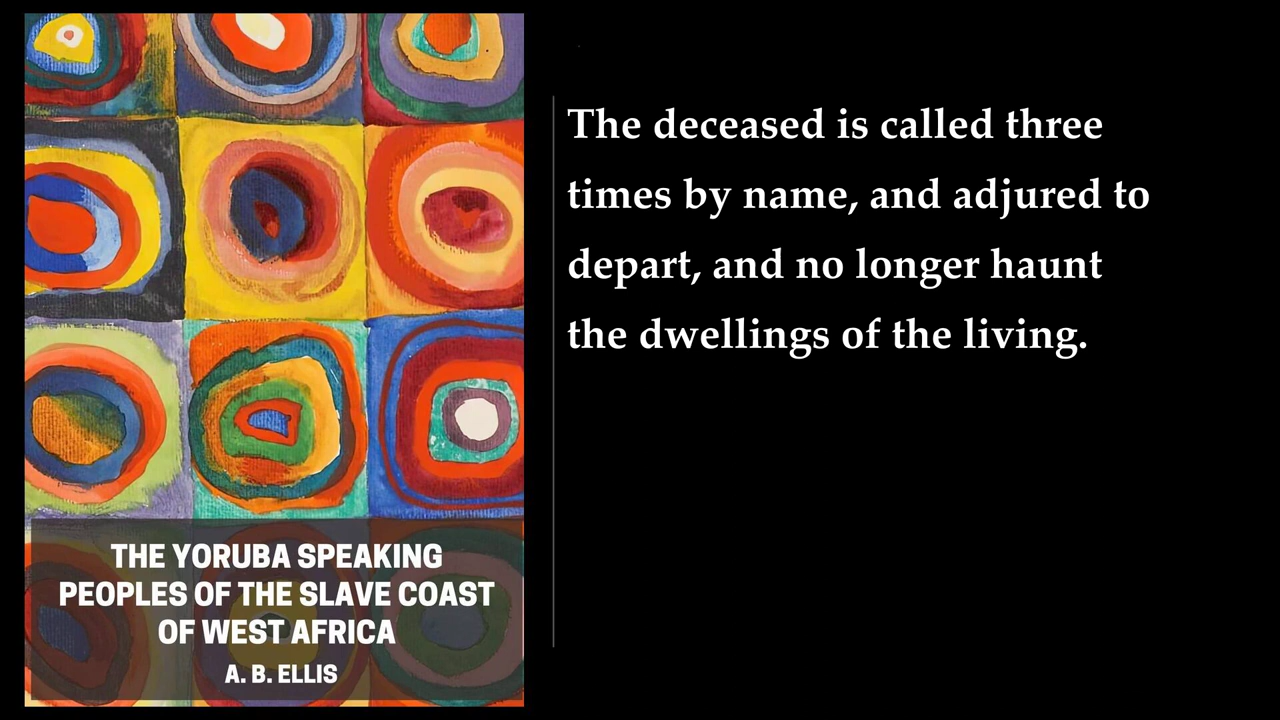 The deceased is called three
times by name, and adjured to
depart, and no longer haunt
the dwellings of the living.
THE YORUBA SPEAKING
PEOPLES OF THE SLAVE COAST
OF WEST AFRICA
A. B. ELLIS